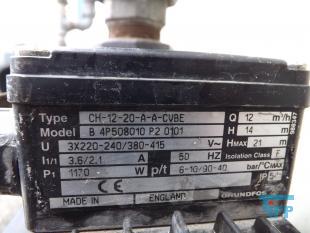 Type CH-12-20-A-A-CVBE Q 12 m³/h
Model B 4P508010 P2 0101 H 14 m
U 3X220-240/380-415 V~ H MAX 21 m
I1/1 3.6/2.1 A 50 HZ Isolation Class F
P1 1170 W p/t 6-10/90-40 bar/°CMAX
CE IP
MADE IN ENGLAND GRUNDFOS